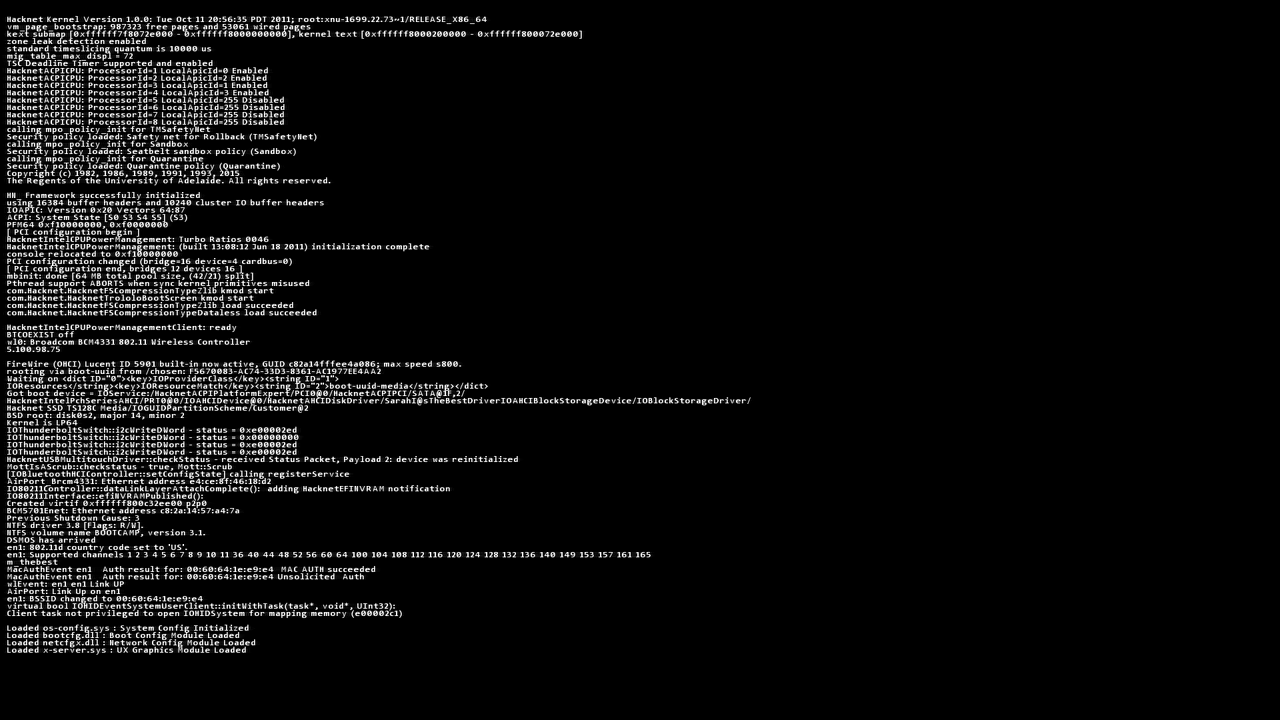 Hacknet Kernel Version 1.0.0: Tue Oct 11 20:56:35 PDT 2011; root:xnu-1699.22.73~1/RELEASE_X86_64
vm_page_bootstrap: 987323 free pages and 53061 wired pages
kext submap [0xffffff7f8072e000 - 0xffffff8000000000], kernel text [0xffffff8000200000 - 0xffffff800072e000]
zone leak detection enabled
standard timeslicing quantum is 10000 us
mig_table_max_displ = 72
TSC Deadline Timer supported and enabled
HacknetACPICPU: ProcessorId=1 LocalApicId=0 Enabled
HacknetACPICPU: ProcessorId=2 LocalApicId=2 Enabled
HacknetACPICPU: ProcessorId=3 LocalApicId=1 Enabled
HacknetACPICPU: ProcessorId=4 LocalApicId=3 Enabled
HacknetACPICPU: ProcessorId=5 LocalApicId=255 Disabled
HacknetACPICPU: ProcessorId=6 LocalApicId=255 Disabled
HacknetACPICPU: ProcessorId=7 LocalApicId=255 Disabled
HacknetACPICPU: ProcessorId=8 LocalApicId=255 Disabled
calling mpo_policy_init for TMSafetyNet
Security policy loaded: Safety net for Rollback (TMSafetyNet)
calling mpo_policy_init for Sandbox
Security policy loaded: Seatbelt sandbox policy (Sandbox)
calling mpo_policy_init for Quarantine
Security policy loaded: Quarantine policy (Quarantine)
Copyright (c) 1982, 1986, 1989, 1991, 1993, 2015
The Regents of the University of Adelaide. All rights reserved.
HN_ Framework successfully initialized
using 16384 buffer headers and 10240 cluster IO buffer headers
IOAPIC: Version 0x20 Vectors 64:87
ACPI: System State [S0 S3 S4 S5] (S3)
PFM64 0xf10000000, 0xf0000000
[ PCI configuration begin ]
HacknetIntelCPUPowerManagement: Turbo Ratios 0046
HacknetIntelCPUPowerManagement: (built 13:08:12 Jun 18 2011) initialization complete
console relocated to 0xf10000000
PCI configuration changed (bridge=16 device=4 cardbus=0)
[ PCI configuration end, bridges 12 devices 16 ]
mbinit: done [64 MB total pool size, (42/21) split]
Pthread support ABORTS when sync kernel primitives misused
com.Hacknet.HacknetFSCompressionTypeZlib kmod start
com.Hacknet.HacknetTrololoBootScreen kmod start
com.Hacknet.HacknetFSCompressionTypeZlib load succeeded
com.Hacknet.HacknetFSCompressionTypeDataless load succeeded
HacknetIntelCPUPowerManagementClient: ready
BTCOEXIST off
wl0: Broadcom BCM4331 802.11 Wireless Controller
5.100.98.75
FireWire (OHCI) Lucent ID 5901 built-in now active, GUID c82a14fffee4a086; max speed s800.
rooting via boot-uuid from /chosen: F5670083-AC74-33D3-8361-AC1977EE4AA2
Waiting on <dict ID="0"><key>IOProviderClass</key><string ID="1">
IOResources</string><key>IOResourceMatch</key><string ID="2">boot-uuid-media</string></dict>
Got boot device = IOService:/HacknetACPIPlatformExpert/PCI0@0/HacknetACPIPCI/SATA@1F,2/
HacknetIntelPchSeriesAHCI/PRT0@0/IOAHCIDevice@0/HacknetAHCIDiskDriver/SarahI@sTheBestDriverIOAHCIBlockStorageDevice/IOBlockStorageDriver/
Hacknet SSD TS128C Media/IOGUIDPartitionScheme/Customer@2
BSD root: disk0s2, major 14, minor 2
Kernel is LP64
IOThunderboltSwitch::i2cWriteDWord - status = 0xe00002ed
IOThunderboltSwitch::i2cWriteDWord - status = 0x00000000
IOThunderboltSwitch::i2cWriteDWord - status = 0xe00002ed
IOThunderboltSwitch::i2cWriteDWord - status = 0xe00002ed
HacknetUSBMultitouchDriver::checkStatus - received Status Packet, Payload 2: device was reinitialized
MottIsAScrub::checkstatus - true, Mott::Scrub
[IOBluetoothHCIController::setConfigState] calling registerService
AirPort_Brcm4331: Ethernet address e4:ce:8f:46:18:d2
IO80211Controller::dataLinkLayerAttachComplete():  adding HacknetEFINVRAM notification
IO80211Interface::efiNVRAMPublished():
Created virtif 0xffffff800c32ee00 p2p0
BCM5701Enet: Ethernet address c8:2a:14:57:a4:7a
Previous Shutdown Cause: 3
NTFS driver 3.8 [Flags: R/W].
NTFS volume name BOOTCAMP, version 3.1.
DSMOS has arrived
en1: 802.11d country code set to 'US'.
en1: Supported channels 1 2 3 4 5 6 7 8 9 10 11 36 40 44 48 52 56 60 64 100 104 108 112 116 120 124 128 132 136 140 149 153 157 161 165
m_thebest
MacAuthEvent en1   Auth result for: 00:60:64:1e:e9:e4  MAC AUTH succeeded
MacAuthEvent en1   Auth result for: 00:60:64:1e:e9:e4 Unsolicited  Auth
wlEvent: en1 en1 Link UP
AirPort: Link Up on en1
en1: BSSID changed to 00:60:64:1e:e9:e4
virtual bool IOHIDEventSystemUserClient::initWithTask(task*, void*, UInt32):
Client task not privileged to open IOHIDSystem for mapping memory (e00002c1)
Loaded os-config.sys : System Config Initialized
Loaded bootcfg.dll : Boot Config Module Loaded
Loaded netcfgx.dll : Network Config Module Loaded
Loaded x-server.sys : UX Graphics Module Loaded